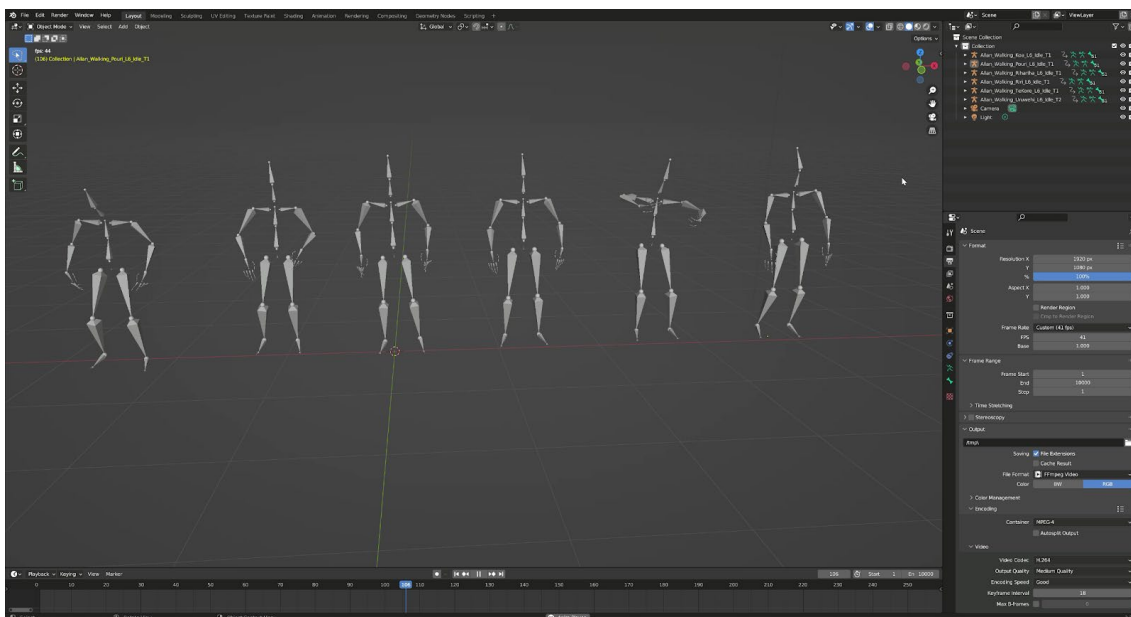 File Edit Render Window Help Layout Modeling Sculpting UV Editing Texture Paint Shading Animation Rendering Compositing Geometry Nodes Scripting +
Scene ViewLayer
Object Mode View Select Add Object Global
Options
fps: 44
(106) Collection | Allan_Walking_Pouri_L6_Idle_T1
Scene Collection
Collection
Allan_Walking_Koa_L6_Idle_T1
Allan_Walking_Pouri_L6_Idle_T1
Allan_Walking_Riri_L6_Idle_T1
Scene
Camera
Light
Format
Resolution X 1920 px
Y 1080 px
% 100%
Aspect X 1.000
Y 1.000
Render Region
Crop to Render Region
Frame Rate Custom (41 fps)
FPS 41
Base 1.000
Frame Range
Frame Start 1
End 10000
Step 1
Time Stretching
Stereoscopy
Output
/tmp\
Saving File Extensions
Cache Result
File Format FFmpeg Video
Color BW RGB
Color Management
Encoding
Container MPEG-4
Autosplit Output
Video
Video Codec H.264
Output Quality Medium Quality
Encoding Speed Good
Keyframe Interval 18
Max B-frames 0
Playback Keying View Marker 106 Start 1 En 10000
0 10 20 30 40 50 60 70 80 90 100 106 110 120 130 140 150 160 170 180 190 200 210 220 230 240 250